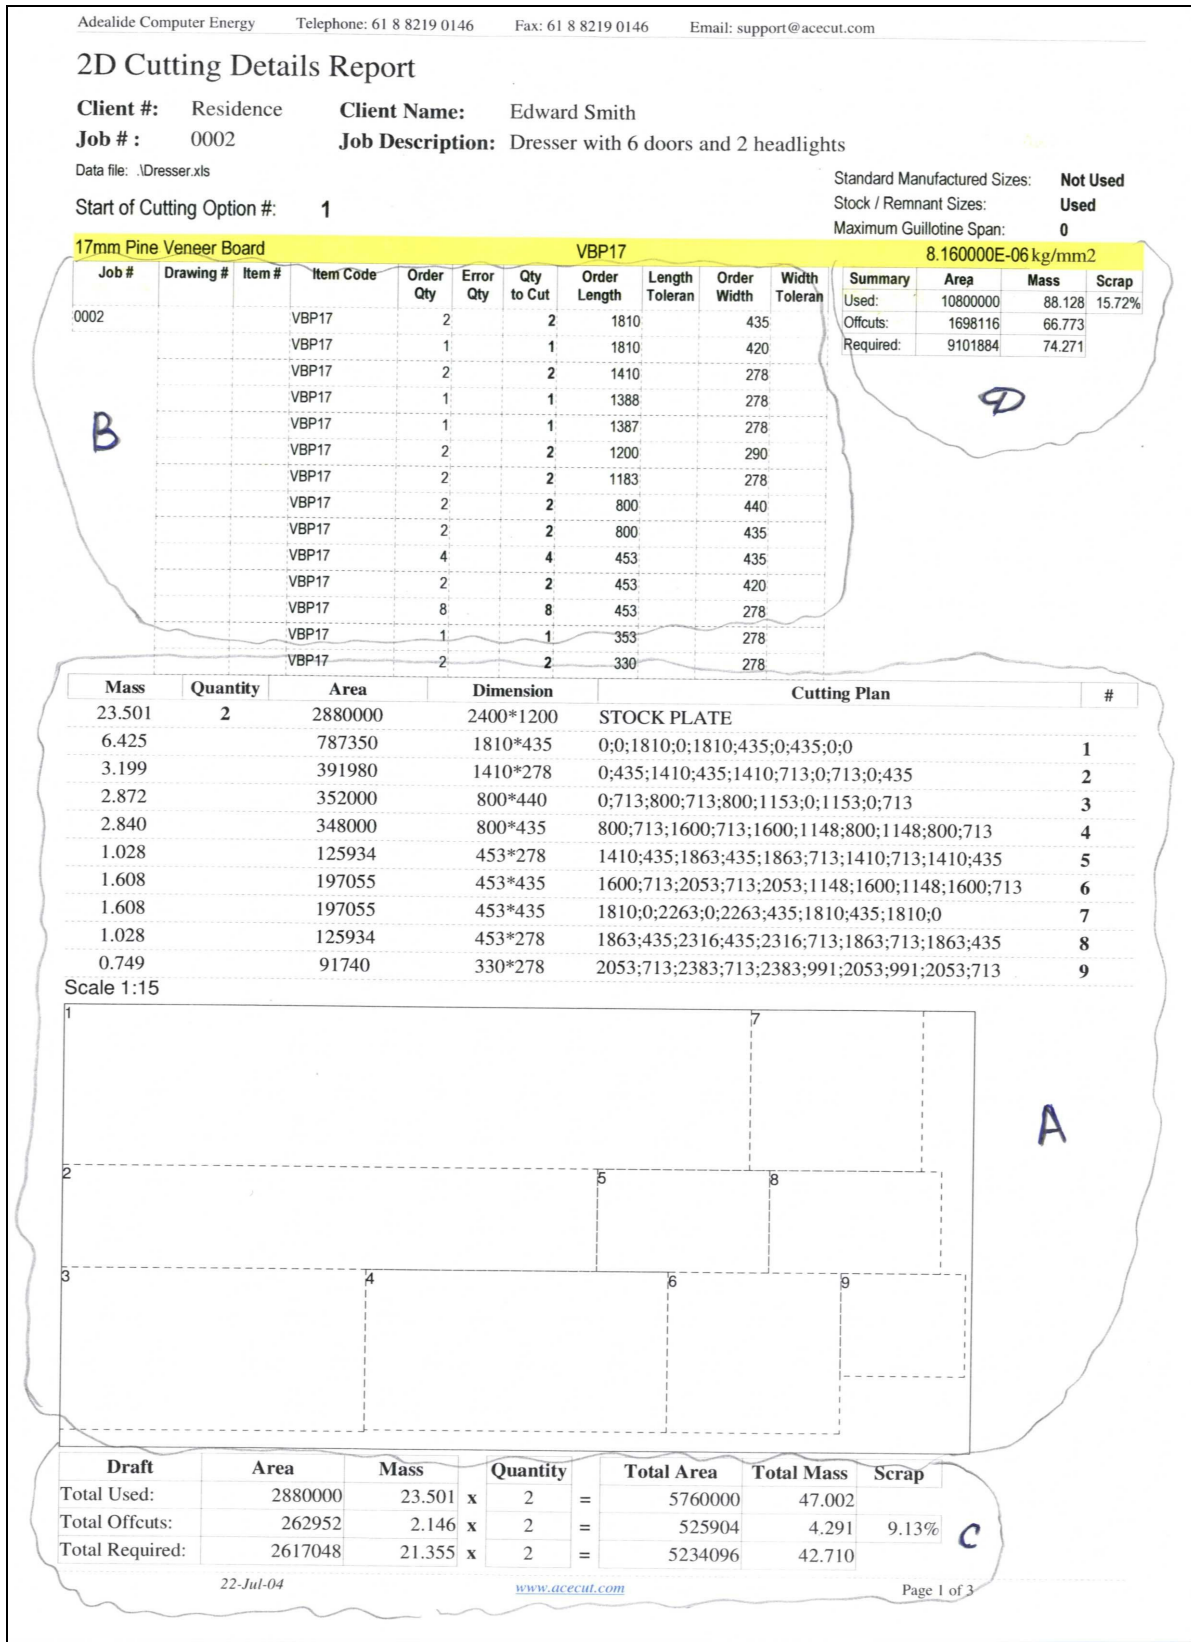 Adealide Computer Energy Telephone: 61 8 8219 0146 Fax: 61 8 8219 0146 Email: support@acecut.com
2D Cutting Details Report
Client #: Residence Client Name: Edward Smith
Job # : 0002 Job Description: Dresser with 6 doors and 2 headlights
Data file: .\Dresser.xls
Standard Manufactured Sizes: Not Used
Start of Cutting Option #: 1
Stock / Remnant Sizes: Used
Maximum Guillotine Span: 0
17mm Pine Veneer Board VBP17 8.160000E-06 kg/mm2
Job # Drawing # Item # Item Code Order Qty Error Qty Qty to Cut Order Length Length Toleran Order Width Width Toleran
0002 VBP17 2 2 1810 435
VBP17 1 1 1810 420
VBP17 2 2 1410 278
VBP17 1 1 1388 278
VBP17 1 1 1387 278
VBP17 2 2 1200 290
VBP17 2 2 1183 278
VBP17 2 2 800 440
VBP17 2 2 800 435
VBP17 4 4 453 435
VBP17 2 2 453 420
VBP17 8 8 453 278
VBP17 1 1 353 278
VBP17 2 2 330 278
B
Summary Area Mass Scrap
Used: 10800000 88.128 15.72%
Offcuts: 1698116 66.773
Required: 9101884 74.271
D
Mass Quantity Area Dimension Cutting Plan #
23.501 2 2880000 2400*1200 STOCK PLATE
6.425 787350 1810*435 0;0;1810;0;1810;435;0;435;0;0 1
3.199 391980 1410*278 0;435;1410;435;1410;713;0;713;0;435 2
2.872 352000 800*440 0;713;800;713;800;1153;0;1153;0;713 3
2.840 348000 800*435 800;713;1600;713;1600;1148;800;1148;800;713 4
1.028 125934 453*278 1410;435;1863;435;1863;713;1410;713;1410;435 5
1.608 197055 453*435 1600;713;2053;713;2053;1148;1600;1148;1600;713 6
1.608 197055 453*435 1810;0;2263;0;2263;435;1810;435;1810;0 7
1.028 125934 453*278 1863;435;2316;435;2316;713;1863;713;1863;435 8
0.749 91740 330*278 2053;713;2383;713;2383;991;2053;991;2053;713 9
Scale 1:15
1 7
A
2 5 8
3 4 6 9
Draft Area Mass Quantity Total Area Total Mass Scrap
Total Used: 2880000 23.501 x 2 = 5760000 47.002
Total Offcuts: 262952 2.146 x 2 = 525904 4.291 9.13%
Total Required: 2617048 21.355 x 2 = 5234096 42.710
C
22-Jul-04 www.acecut.com Page 1 of 3